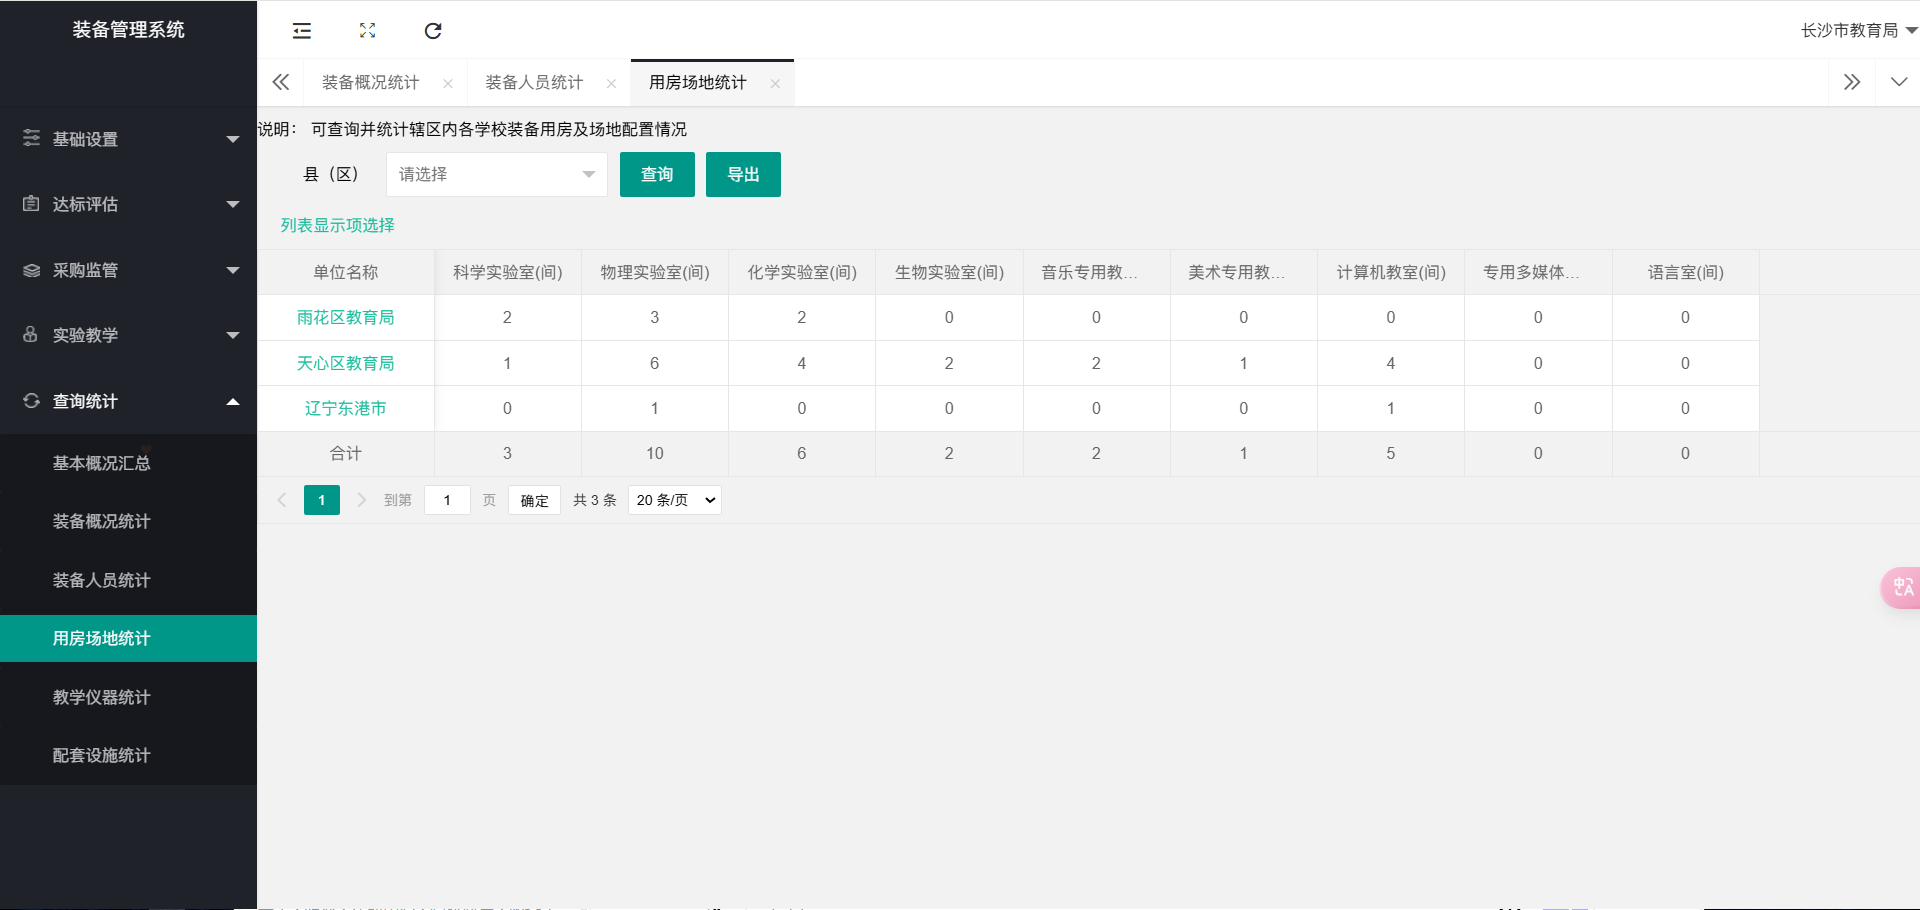 装备管理系统
长沙市教育局
装备概况统计
装备人员统计
用房场地统计
基础设置
达标评估
采购监管
实验教学
查询统计
基本概况汇总
装备概况统计
装备人员统计
用房场地统计
教学仪器统计
配套设施统计
说明： 可查询并统计辖区内各学校装备用房及场地配置情况
县（区） 请选择 查询 导出
列表显示项选择
单位名称 科学实验室(间) 物理实验室(间) 化学实验室(间) 生物实验室(间) 音乐专用教... 美术专用教... 计算机教室(间) 专用多媒体... 语言室(间)
雨花区教育局 2 3 2 0 0 0 0 0 0
天心区教育局 1 6 4 2 2 1 4 0 0
辽宁东港市 0 1 0 0 0 0 1 0 0
合计 3 10 6 2 2 1 5 0 0
1 到第 1 页 确定 共 3 条 20 条/页
中A